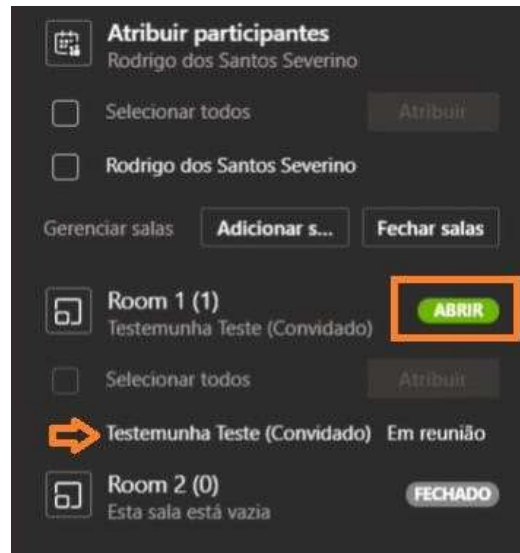 Atribuir participantes
Rodrigo dos Santos Severino
Selecionar todos Atribuir
Rodrigo dos Santos Severino
Gerenciar salas Adicionar s... Fechar salas
Room 1 (1) ABRIR
Testemunha Teste (Convidado)
Selecionar todos Atribuir
Testemunha Teste (Convidado) Em reunião
Room 2 (0) FECHADO
Esta sala está vazia